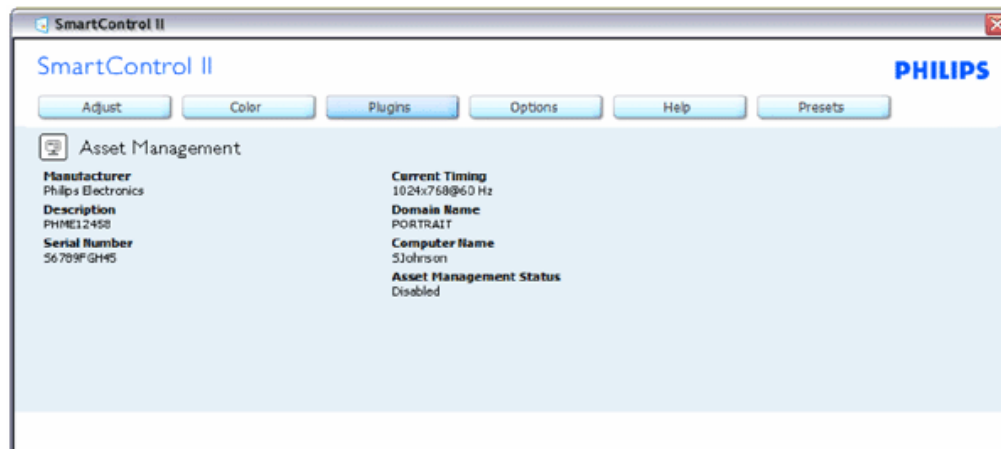 SmartControl II
SmartControl II
PHILIPS
Adjust
Color
Plugins
Options
Help
Presets
Asset Management
Manufacturer
Philips Electronics
Description
PHME12458
Serial Number
56789FGH45
Current Timing
1024x768@60 Hz
Domain Name
PORTRAIT
Computer Name
SJohnson
Asset Management Status
Disabled